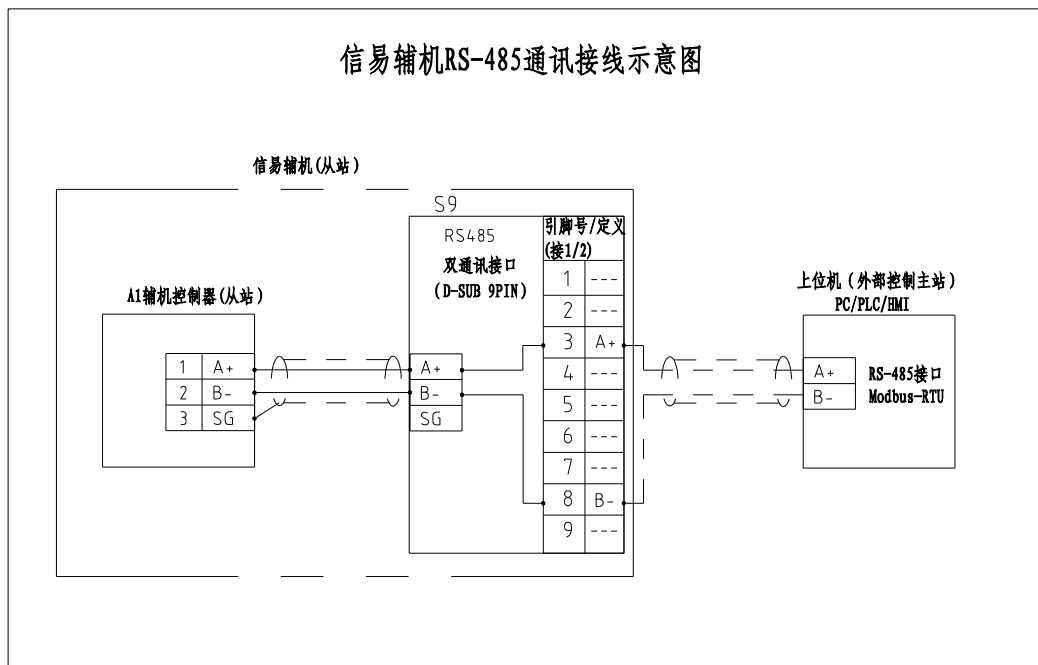 信易辅机RS-485通讯接线示意图
信易辅机(从站)
S9
RS485
双通讯接口
(D-SUB 9PIN)
引脚号/定义
(接1/2)
1 ---
2 ---
3 A+
4 ---
5 ---
6 ---
7 ---
8 B-
9 ---
A1辅机控制器(从站)
1 A+
2 B-
3 SG
A+
B-
SG
上位机(外部控制主站)
PC/PLC/HMI
A+
B-
RS-485接口
Modbus-RTU